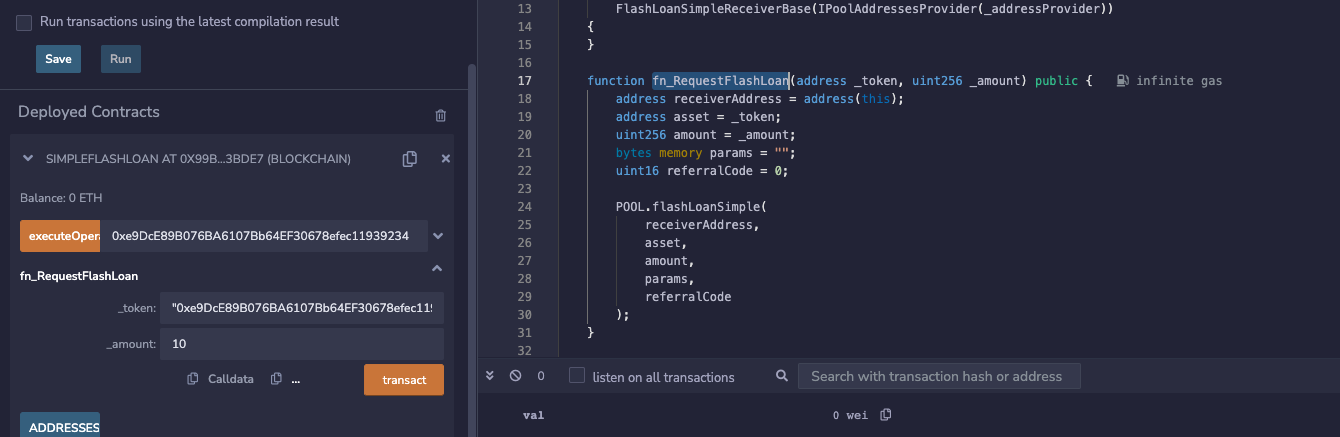 Run transactions using the latest compilation result
Save
Run
Deployed Contracts
SIMPLEFLASHLOAN AT 0X99B...3BDE7 (BLOCKCHAIN)
Balance: 0 ETH
executeOpera
0xe9DcE89B076BA6107Bb64EF30678efec11939234
fn_RequestFlashLoan
_token:
"0xe9DcE89B076BA6107Bb64EF30678efec119
_amount:
10
Calldata
...
transact
ADDRESSES
13 FlashLoanSimpleReceiverBase(IPoolAddressesProvider(_addressProvider))
14 {
15 }
16
17 function fn_RequestFlashLoan(address _token, uint256 _amount) public { infinite gas
18 address receiverAddress = address(this);
19 address asset = _token;
20 uint256 amount = _amount;
21 bytes memory params = "";
22 uint16 referralCode = 0;
23
24 POOL.flashLoanSimple(
25 receiverAddress,
26 asset,
27 amount,
28 params,
29 referralCode
30 );
31 }
32
0
listen on all transactions
Search with transaction hash or address
val 0 wei